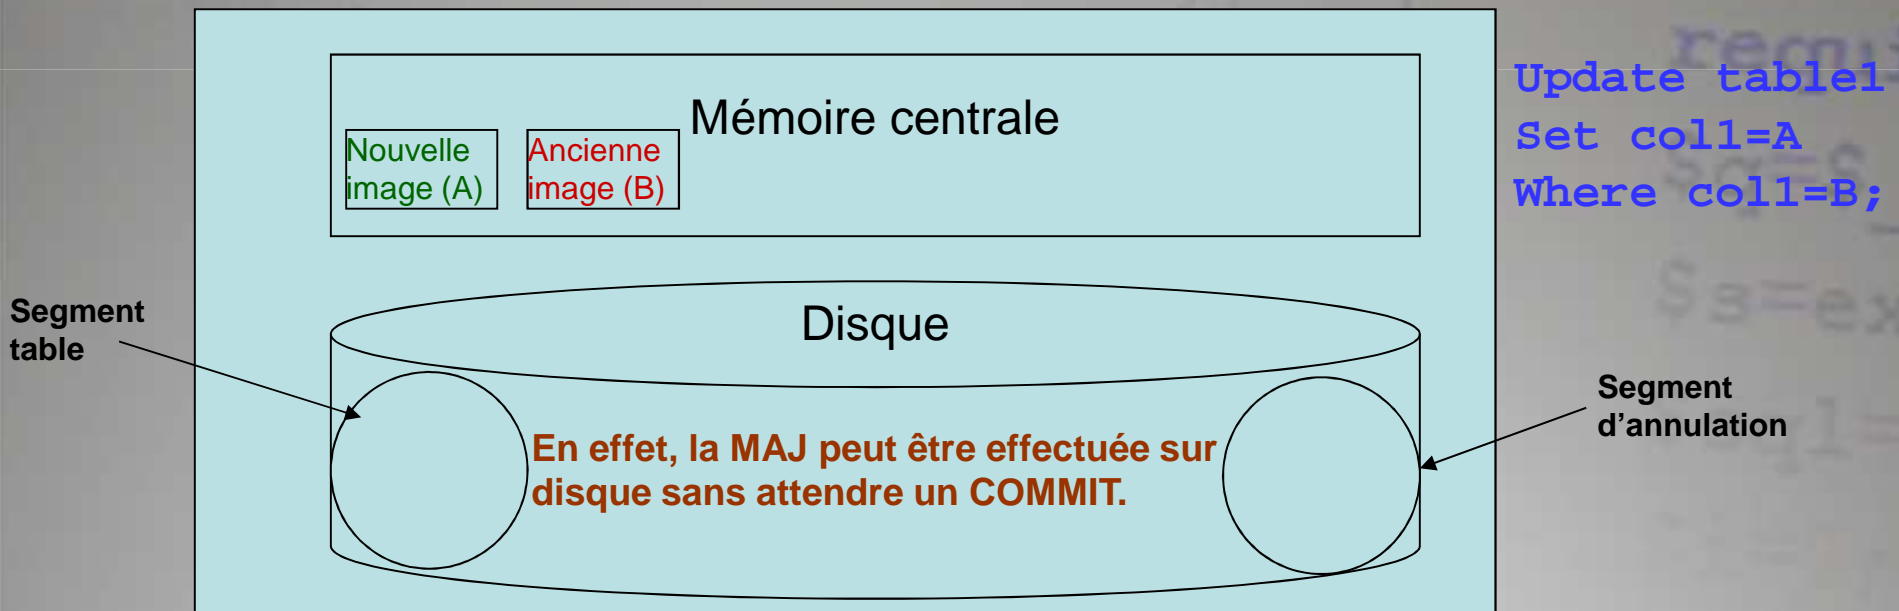 Mémoire centrale
Nouvelle
image (A)
Ancienne
image (B)
Update table1
Set col1=A
Where col1=B;
Disque
Segment
table
En effet, la MAJ peut être effectuée sur
disque sans attendre un COMMIT.
Segment
d'annulation